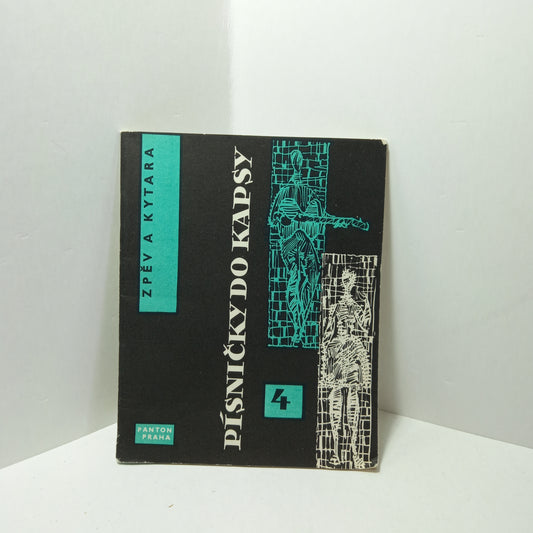 ZPĚV A KYTARA
PÍSNIČKY DO KAPSY
4
PANTON
PRAHA